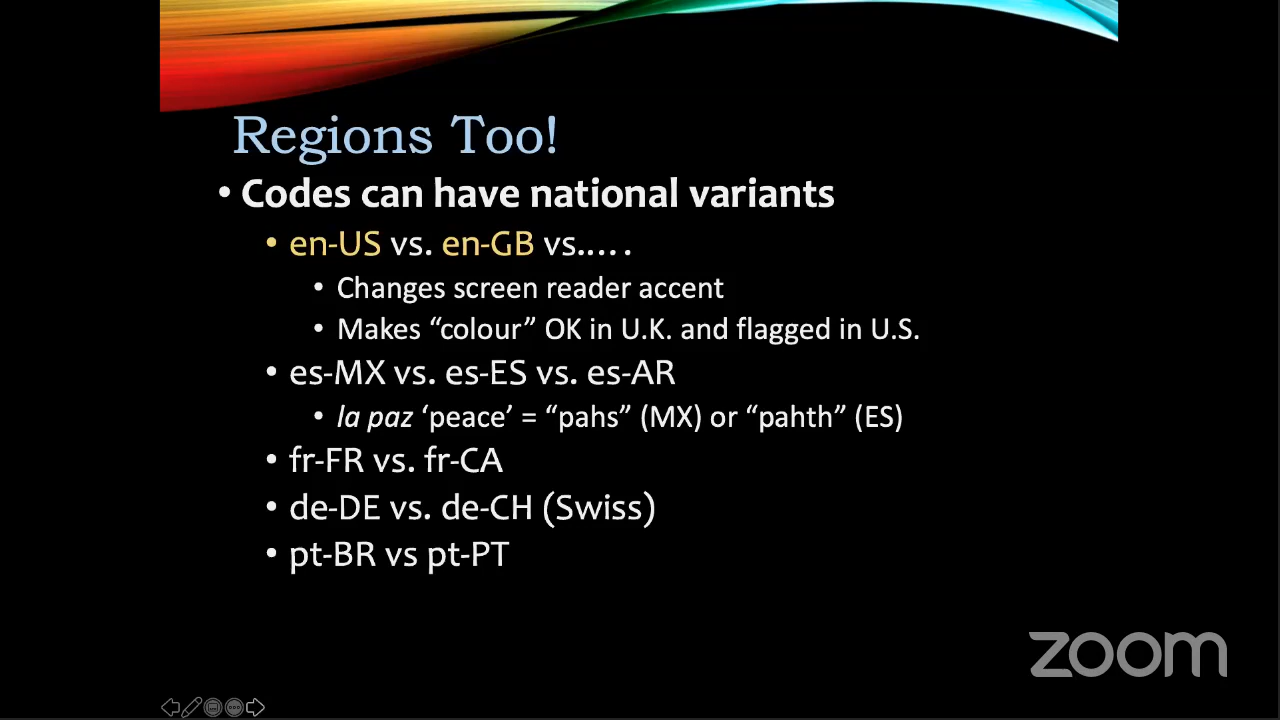 Regions Too!
• Codes can have national variants
• en-US vs. en-GB vs.….
• Changes screen reader accent
• Makes “colour” OK in U.K. and flagged in U.S.
• es-MX vs. es-ES vs. es-AR
• la paz ‘peace’ = “pahs” (MX) or “pahth” (ES)
• fr-FR vs. fr-CA
• de-DE vs. de-CH (Swiss)
• pt-BR vs pt-PT
zoom